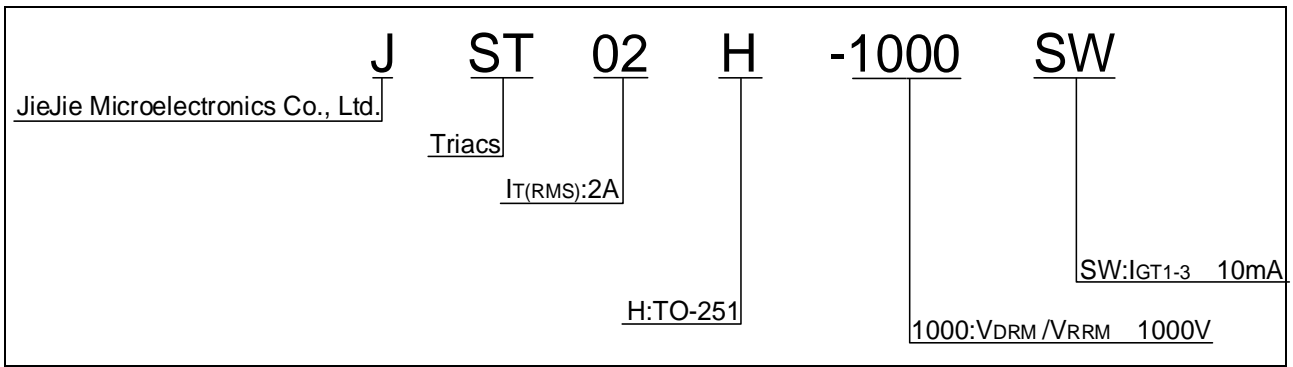 J ST 02 H -1000 SW
JieJie Microelectronics Co., Ltd.
Triacs
IT(RMS):2A
SW:IGT1-3 10mA
H:TO-251
1000:VDRM /VRRM 1000V